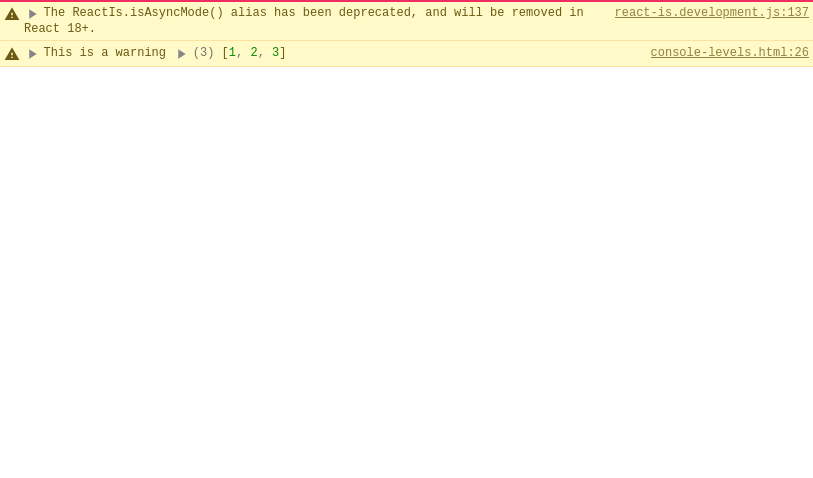 The ReactIs.isAsyncMode() alias has been deprecated, and will be removed in react-is.development.js:137
React 18+.
This is a warning (3) [1, 2, 3] console-levels.html:26